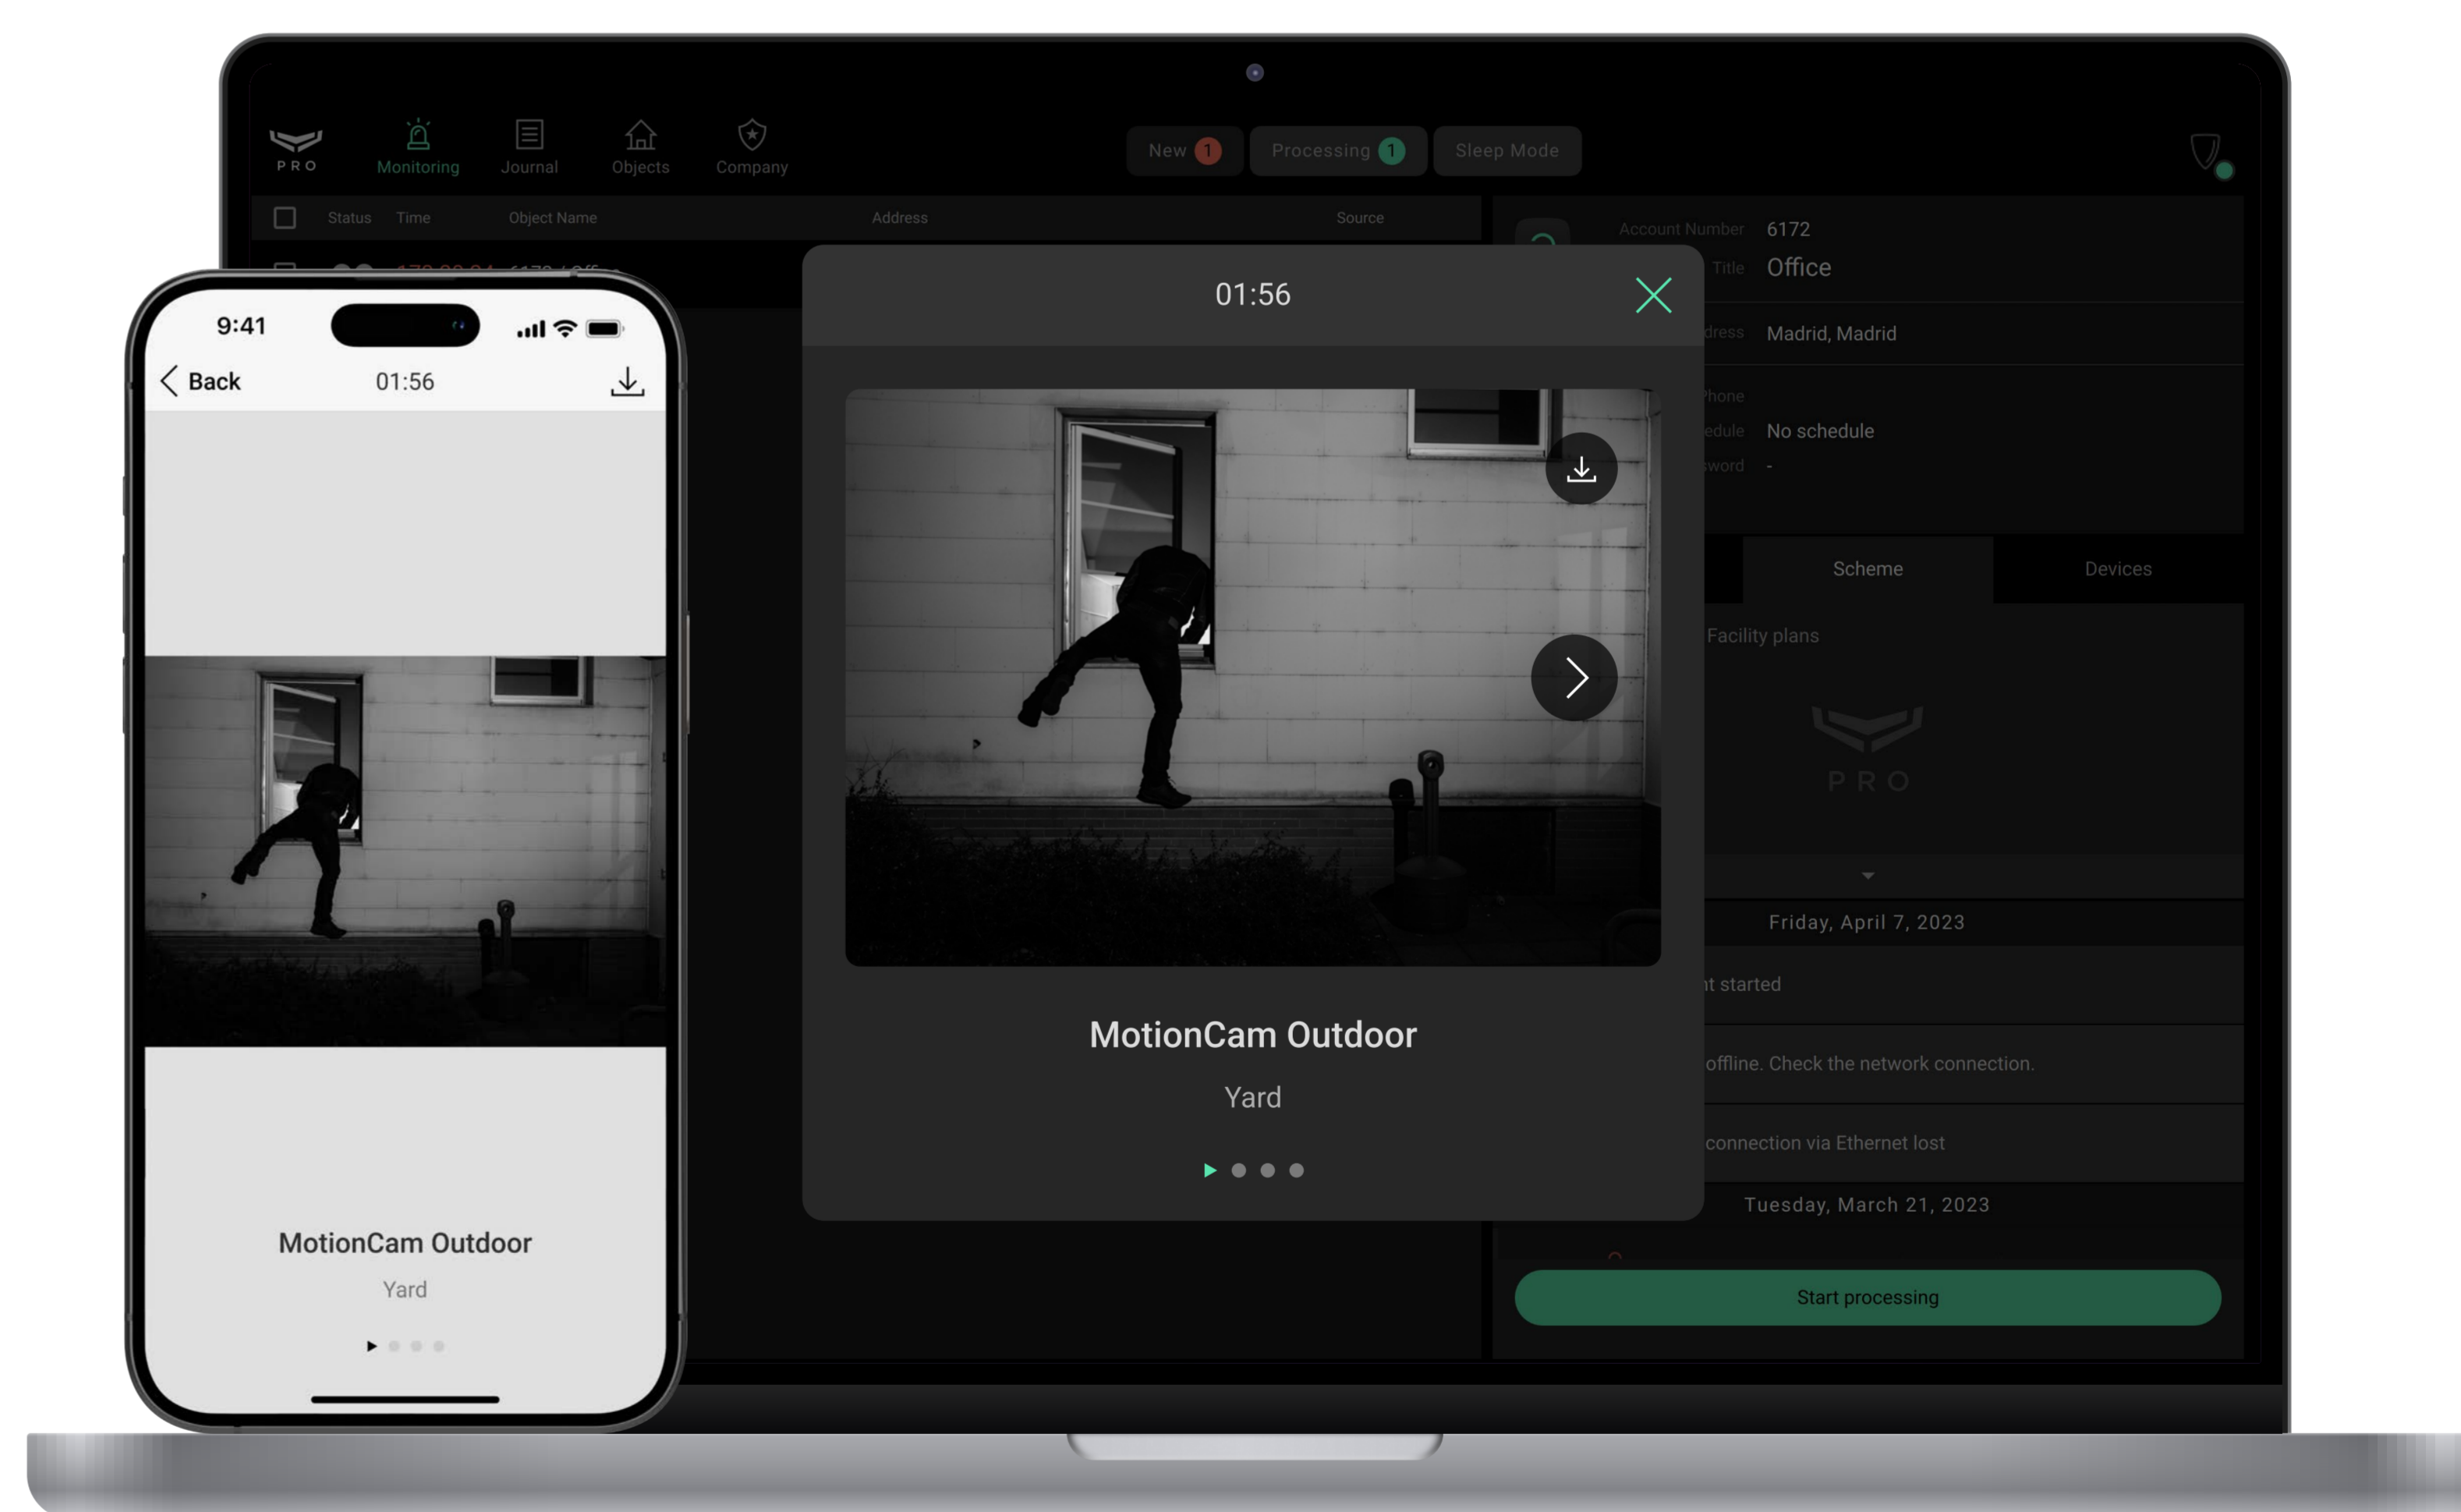 PRO
Monitoring
Journal
Objects
Company
New 1
Processing 1
Sleep Mode
Status Time Object Name Address Source
Account Number 6172
Title Office
Madrid, Madrid
No schedule
-
Scheme Devices
Facility plans
PRO
Friday, April 7, 2023
started
offline. Check the network connection.
connection via Ethernet lost
Tuesday, March 21, 2023
Start processing
01:56
MotionCam Outdoor
Yard
9:41
Back 01:56
MotionCam Outdoor
Yard